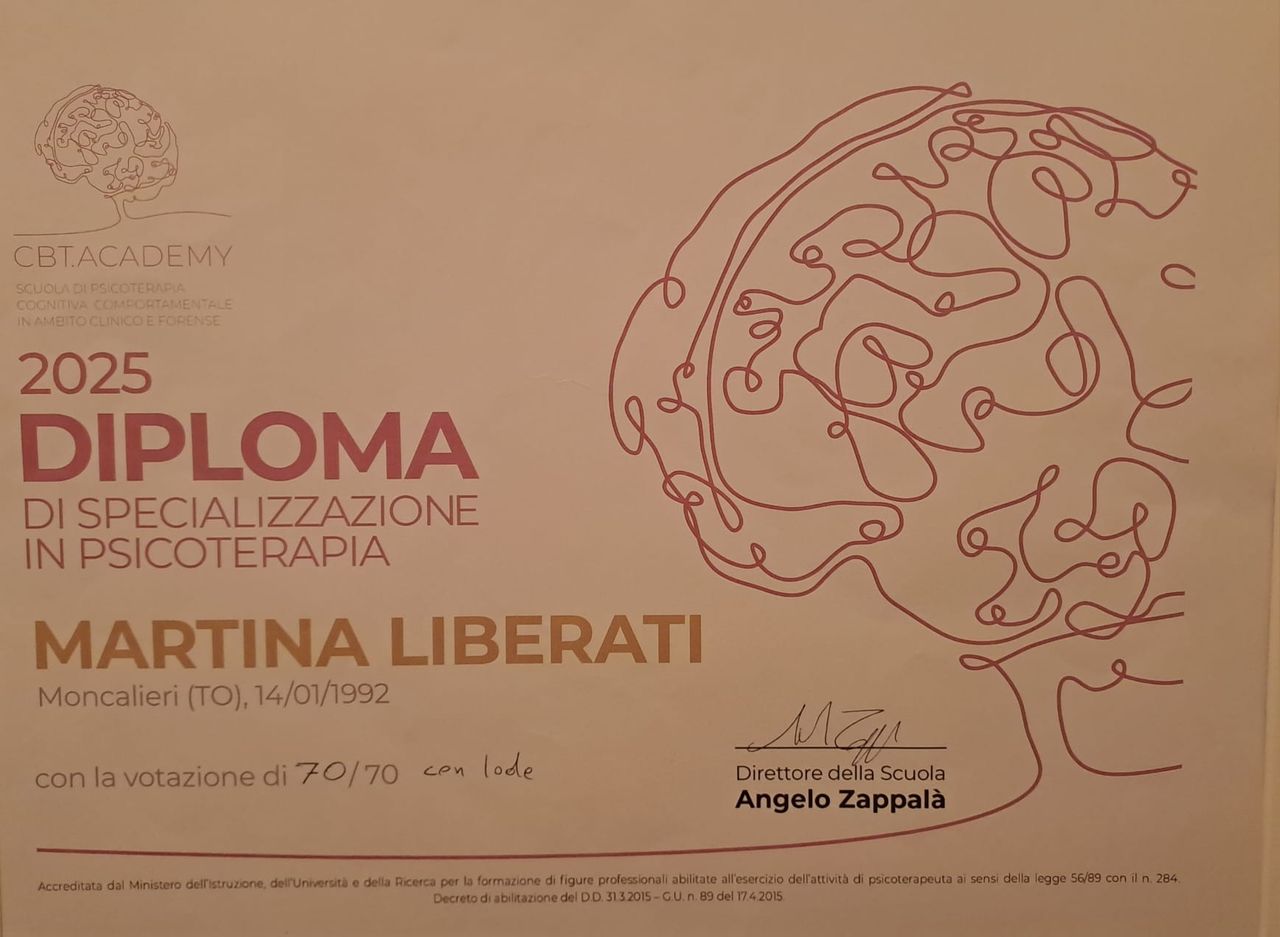 CBT.ACADEMY
SCUOLA DI PSICOTERAPIA
COGNITIVA COMPORTAMENTALE
IN AMBITO CLINICO E FORENSE
2025
DIPLOMA
DI SPECIALIZZAZIONE
IN PSICOTERAPIA
MARTINA LIBERATI
Moncalieri (TO), 14/01/1992
con la votazione di 70/70 con lode
Direttore della Scuola
Angelo Zappalà
Accreditata dal Ministero dell'Istruzione, dell'Università e della Ricerca per la formazione di figure professionali abilitate all'esercizio dell'attività di psicoterapeuta ai sensi della legge 56/89 con il n. 284.
Decreto di abilitazione del D.D. 31.3.2015 – G.U. n. 89 del 17.4.2015.